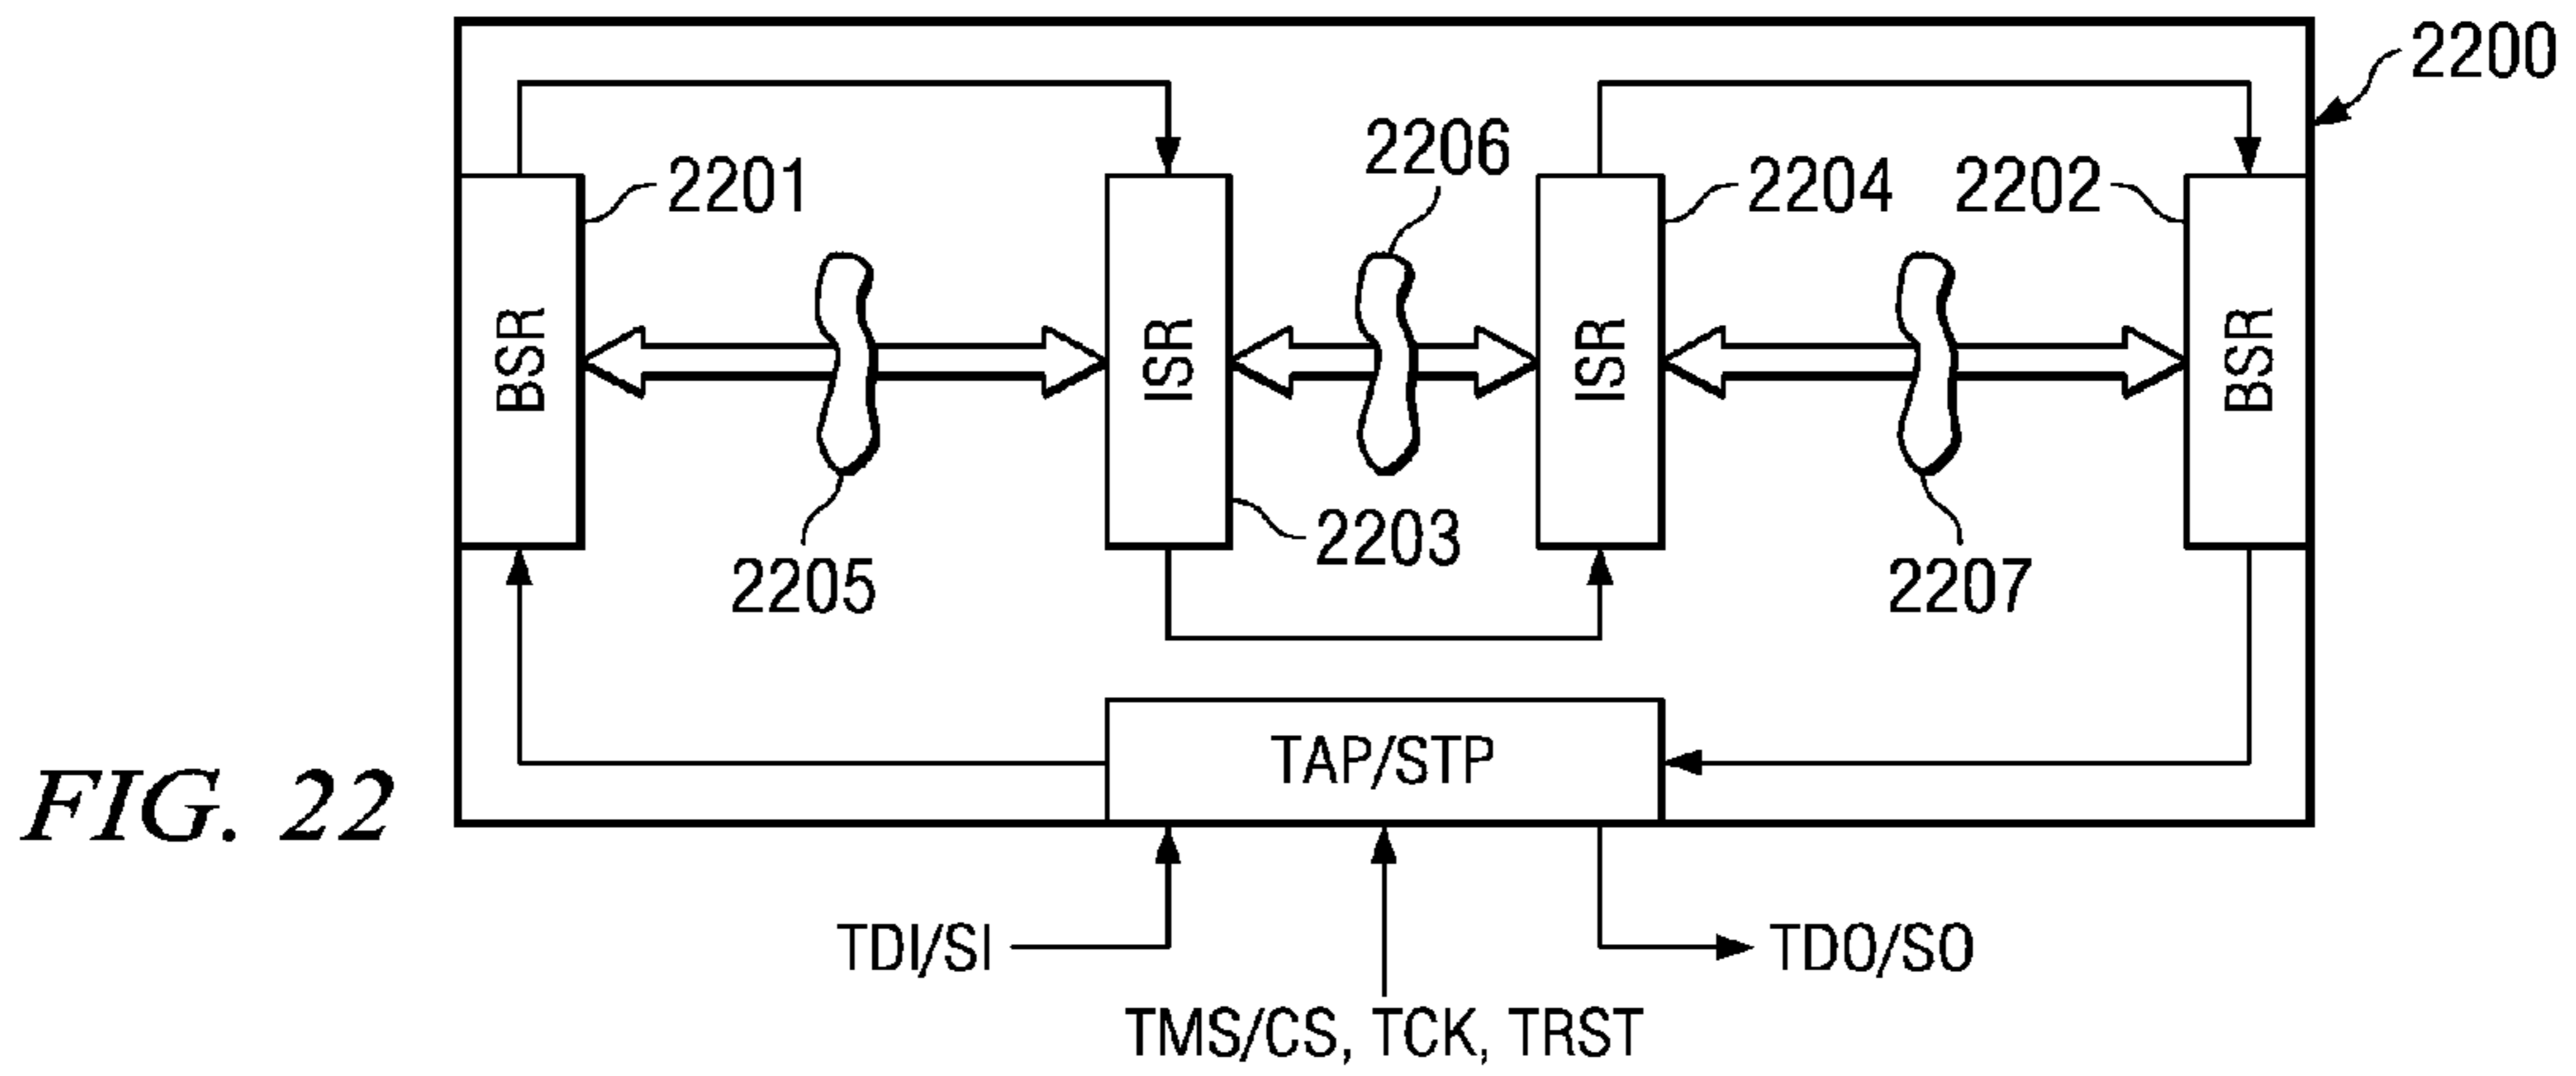 2200
2206
2201
2204
2202
BSR
ISR
ISR
BSR
2203
2205
2207
TAP/STP
FIG. 22
TDI/SI
TDO/SO
TMS/CS, TCK, TRST